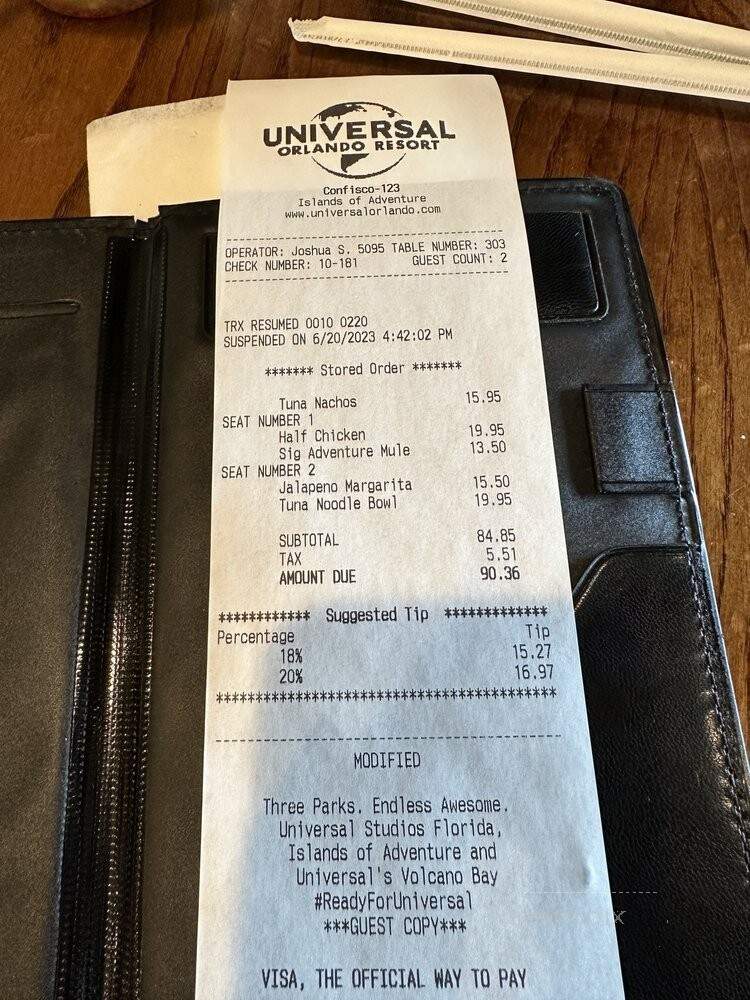 UNIVERSAL
ORLANDO RESORT
Confisco-123
Islands of Adventure
www.universalorlando.com
OPERATOR: Joshua S. 5095 TABLE NUMBER: 303
CHECK NUMBER: 10-181 GUEST COUNT: 2
TRX RESUMED 0010 0220
SUSPENDED ON 6/20/2023 4:42:02 PM
******* Stored Order *******
Tuna Nachos 15.95
SEAT NUMBER 1
Half Chicken 19.95
Sig Adventure Mule 13.50
SEAT NUMBER 2
Jalapeno Margarita 15.50
Tuna Noodle Bowl 19.95
SUBTOTAL 84.85
TAX 5.51
AMOUNT DUE 90.36
************ Suggested Tip *************
Percentage Tip
18% 15.27
20% 16.97
******************************************
MODIFIED
Three Parks. Endless Awesome.
Universal Studios Florida,
Islands of Adventure and
Universal's Volcano Bay
#ReadyForUniversal
***GUEST COPY***
VISA, THE OFFICIAL WAY TO PAY